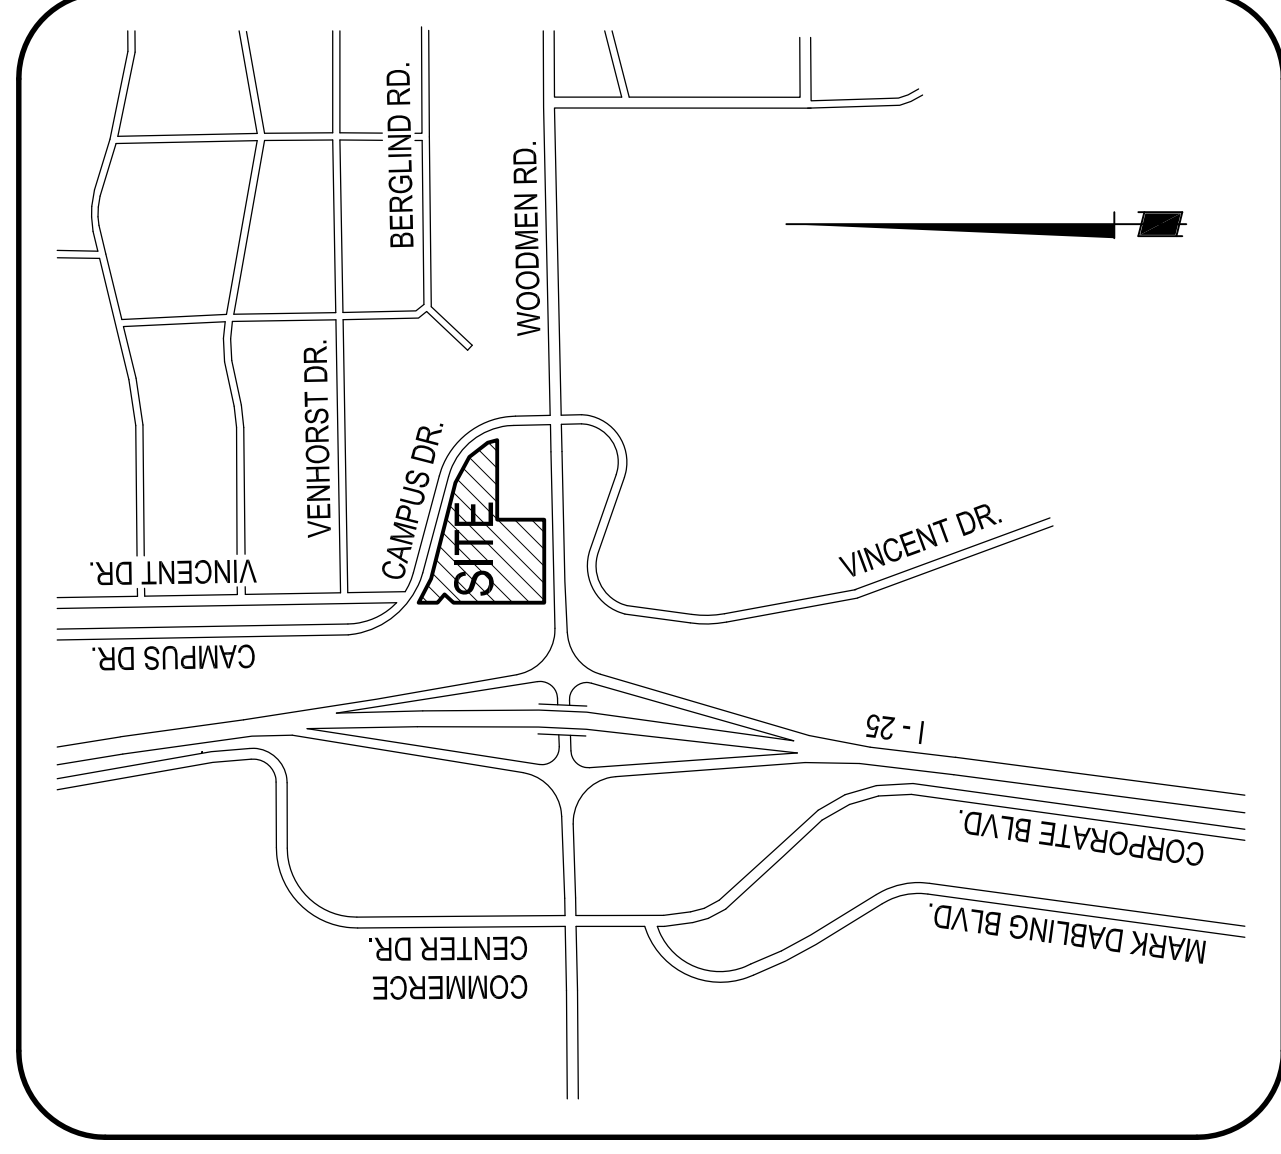 BERGLIND RD.
WOODMEN RD.
VENHORST DR.
CAMPUS DR.
SITE
VINCENT DR.
CAMPUS DR.
VINCENT DR.
I - 25
CORPORATE BLVD.
MARK DABLING BLVD.
COMMERCE
CENTER DR.
N